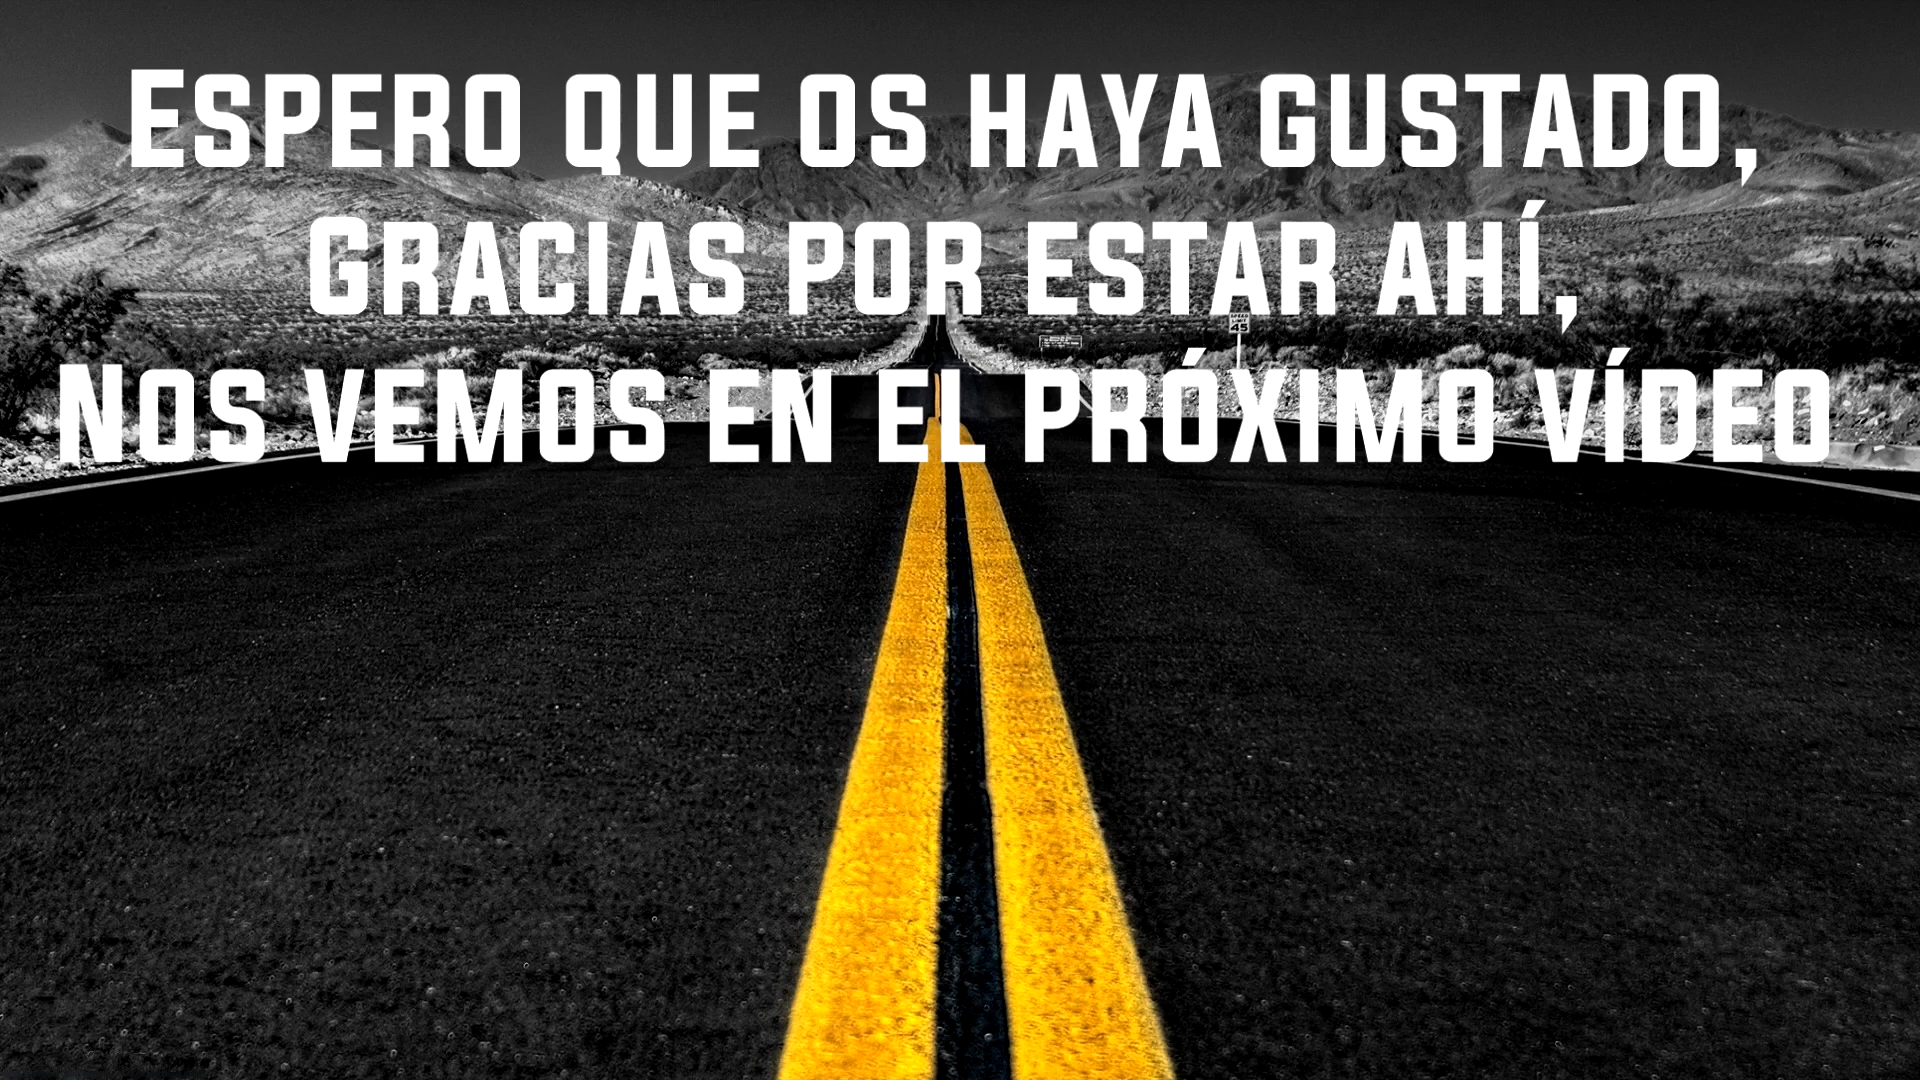 Espero que os haya gustado,
Gracias por estar ahí,
Nos vemos en el próximo vídeo
SPEED
LIMIT
45